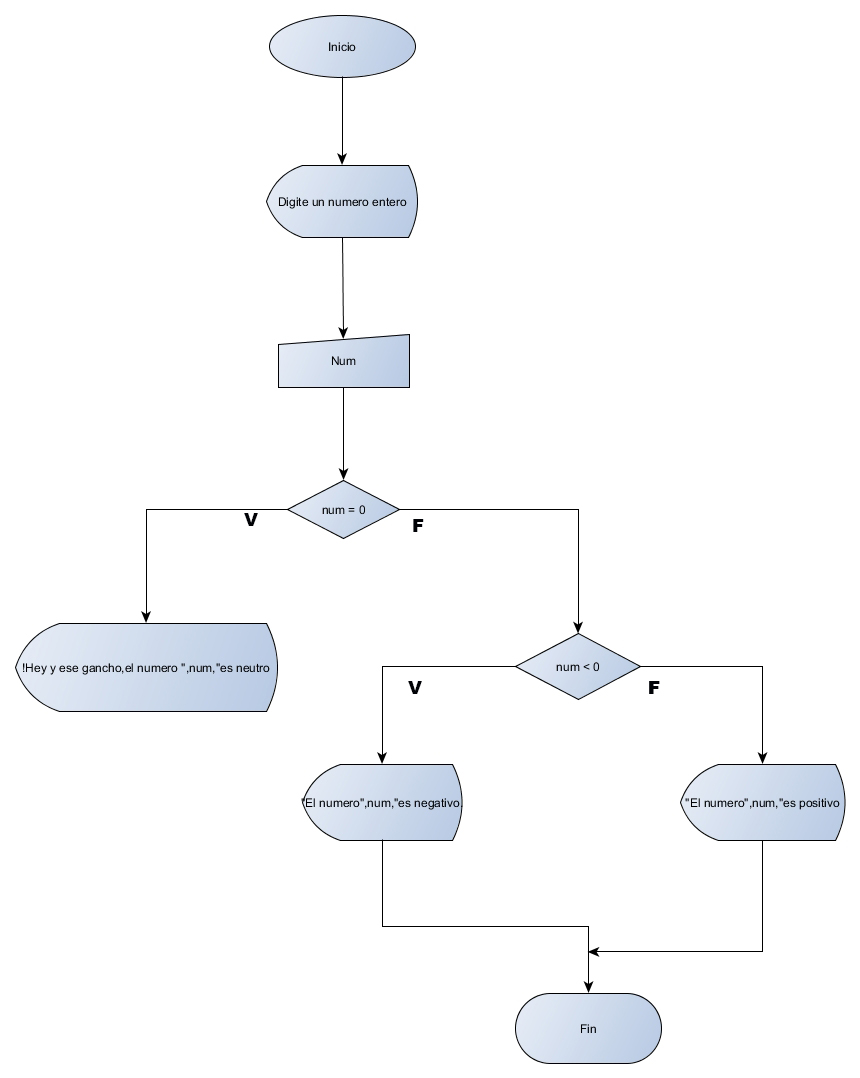 Inicio
Digite un numero entero
Num
num = 0
V
F
!Hey y ese gancho,el numero ",num,"es neutro
num < 0
V
F
"El numero",num,"es negativo.
"El numero",num,"es positivo
Fin